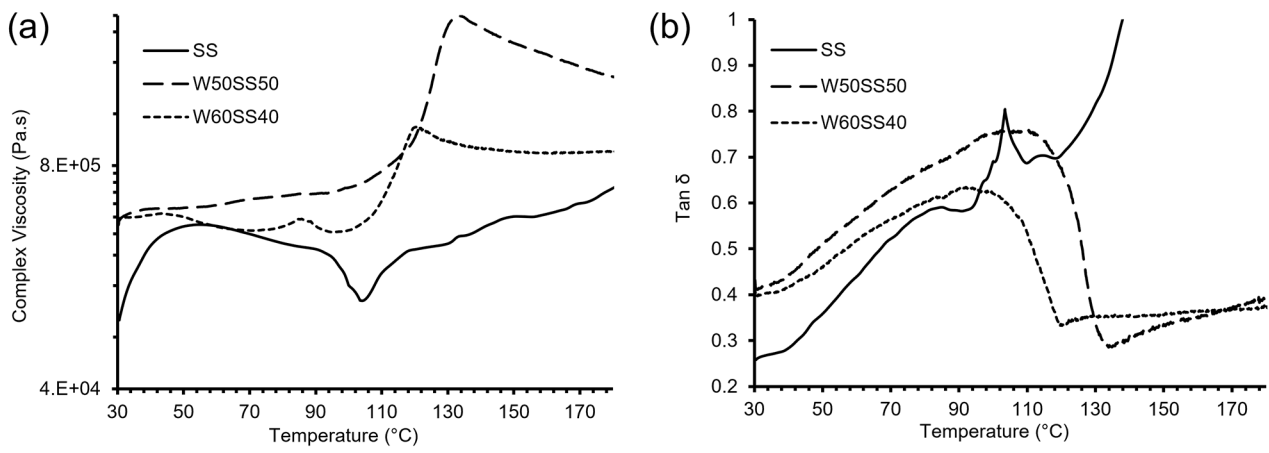 (a)
SS
W50SS50
W60SS40
Complex Viscosity (Pa.s)
8.E+05
4.E+04
30 50 70 90 110 130 150 170
Temperature (°C)
(b)
SS
W50SS50
W60SS40
Tan δ
1
0.9
0.8
0.7
0.6
0.5
0.4
0.3
0.2
30 50 70 90 110 130 150 170
Temperature (°C)